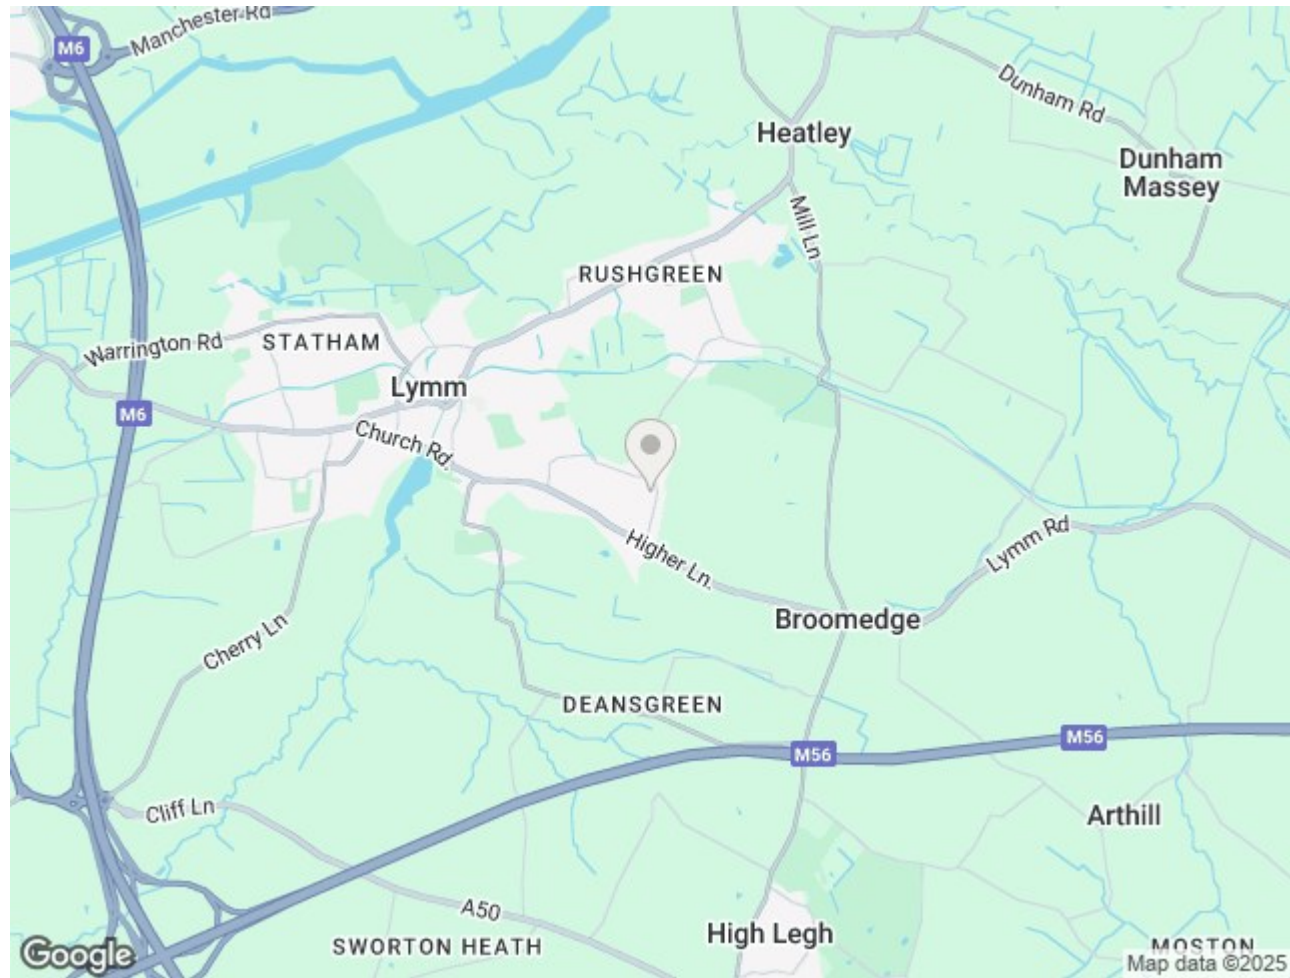 Manchester Rd
M6
Dunham Rd
Heatley
Dunham
Massey
Mill Ln
RUSHGREEN
STATHAM
Warrington Rd
Lymm
M6
Church Rd.
Higher Ln.
Lymm Rd
Broomedge
Cherry Ln
DEANSGREEN
M56
M56
Cliff Ln
Arthill
A50
High Legh
SWORTON HEATH
MOSTON
Google
Map data ©2025